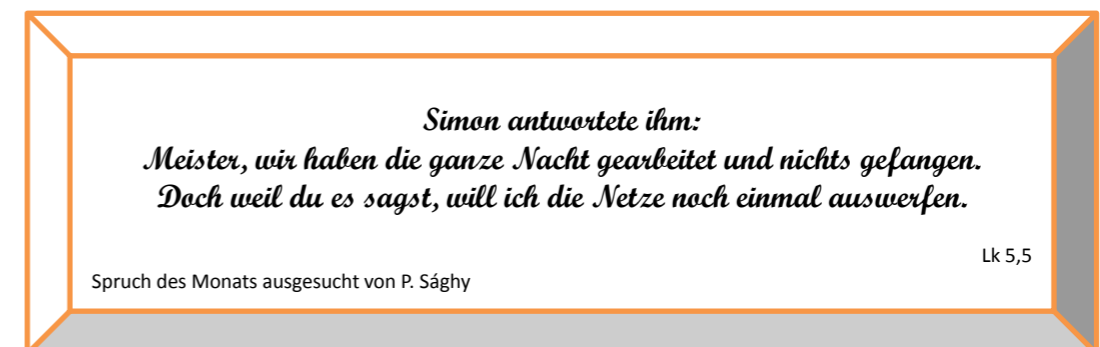 Simon antwortete ihm:
Meister, wir haben die ganze Nacht gearbeitet und nichts gefangen.
Doch weil du es sagst, will ich die Netze noch einmal auswerfen.
Lk 5,5
Spruch des Monats ausgesucht von P. Sághy